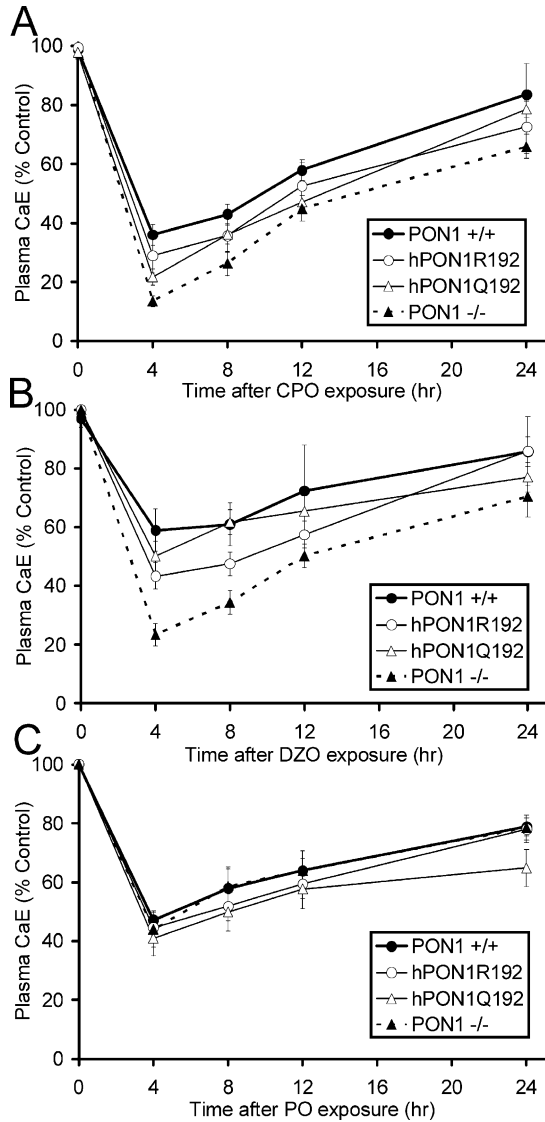 A
100
80
60
40
20
0
Plasma CaE (% Control)
PON1 +/+
hPON1R192
hPON1Q192
PON1 -/-
0 4 8 12 16 20 24
Time after CPO exposure (hr)
B
100
80
60
40
20
0
Plasma CaE (% Control)
PON1 +/+
hPON1R192
hPON1Q192
PON1 -/-
0 4 8 12 16 20 24
Time after DZO exposure (hr)
C
100
80
60
40
20
0
Plasma CaE (% Control)
PON1 +/+
hPON1R192
hPON1Q192
PON1 -/-
0 4 8 12 16 20 24
Time after PO exposure (hr)